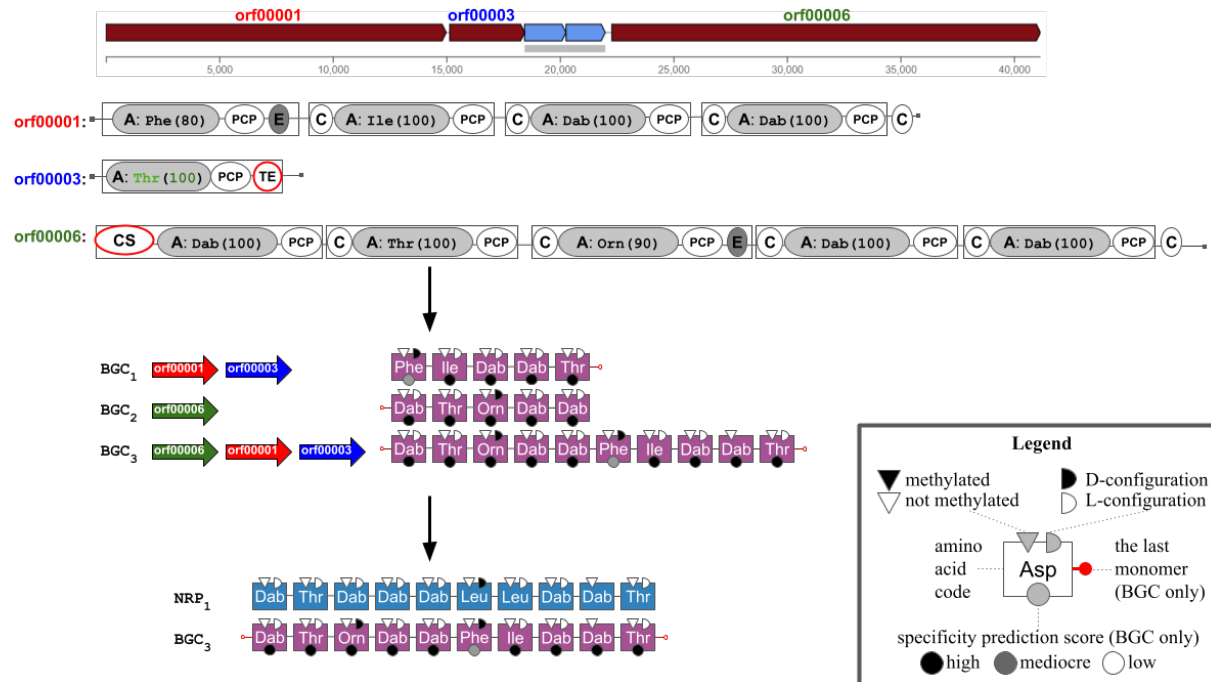 orf00001 orf00003 orf00006
5,000 10,000 15,000 20,000 25,000 30,000 35,000 40,000
orf00001: A: Phe(80) PCP E C A: Ile(100) PCP C A: Dab(100) PCP C A: Dab(100) PCP C
orf00003: A: Thr(100) PCP TE
orf00006: CS A: Dab(100) PCP C A: Thr(100) PCP C A: Orn(90) PCP E C A: Dab(100) PCP C A: Dab(100) PCP C
BGC1 orf00001 orf00003 Phe Ile Dab Dab Thr
BGC2 orf00006 Dab Thr Orn Dab Dab
BGC3 orf00006 orf00001 orf00003 Dab Thr Orn Dab Dab Phe Ile Dab Dab Thr
NRP1 Dab Thr Dab Dab Dab Leu Leu Dab Dab Thr
BGC3 Dab Thr Orn Dab Dab Phe Ile Dab Dab Thr
Legend
methylated D-configuration
not methylated L-configuration
amino the last
acid Asp monomer
code (BGC only)
specificity prediction score (BGC only)
high mediocre low